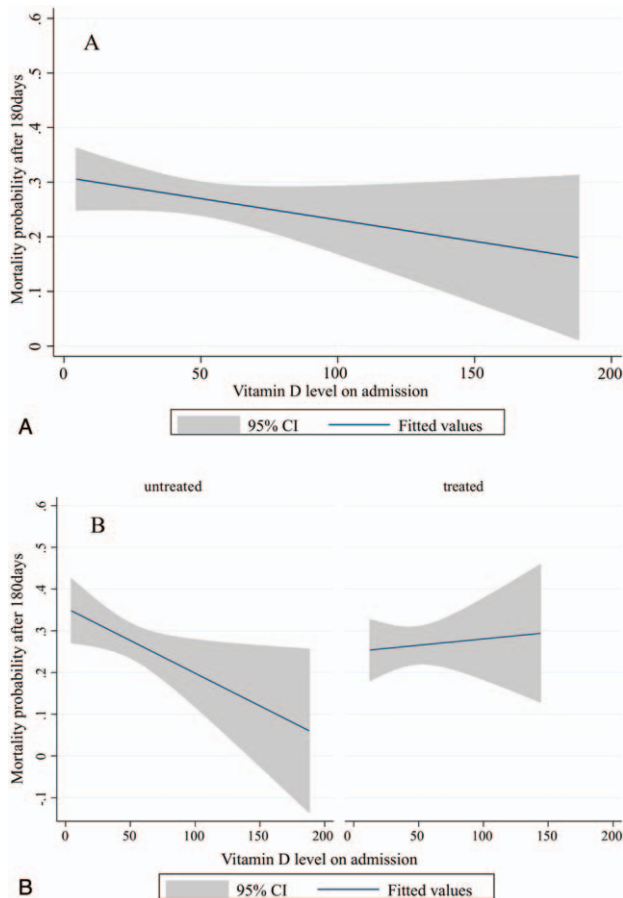 A
Mortality probability after 180days
.6
.5
.4
.3
.2
.1
0
0 50 100 150 200
Vitamin D level on admission
A
95% CI Fitted values
untreated treated
B
Mortality probability after 180days
.6
.5
.4
.3
.2
.1
0
-.1
0 50 100 150 200 0 50 100 150 200
Vitamin D level on admission
B
95% CI Fitted values